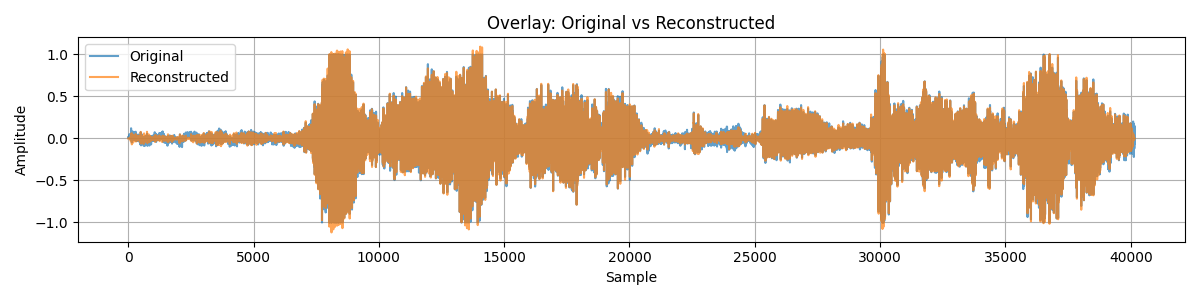 Overlay: Original vs Reconstructed
Original
Reconstructed
Amplitude
1.0
0.5
0.0
−0.5
−1.0
0 5000 10000 15000 20000 25000 30000 35000 40000
Sample